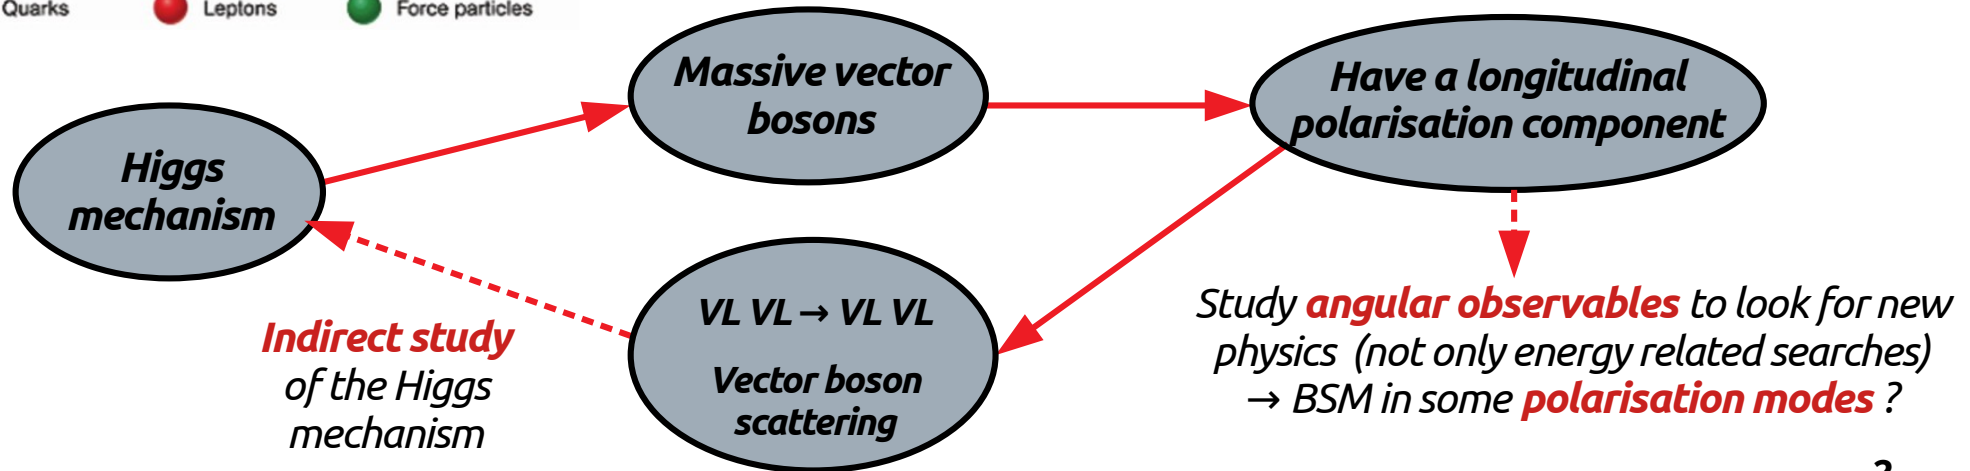 Quarks
Leptons
Force particles
Massive vector
bosons
Have a longitudinal
polarisation component
Higgs
mechanism
VL VL → VL VL
Vector boson
scattering
Indirect study
of the Higgs
mechanism
Study angular observables to look for new
physics (not only energy related searches)
→ BSM in some polarisation modes ?